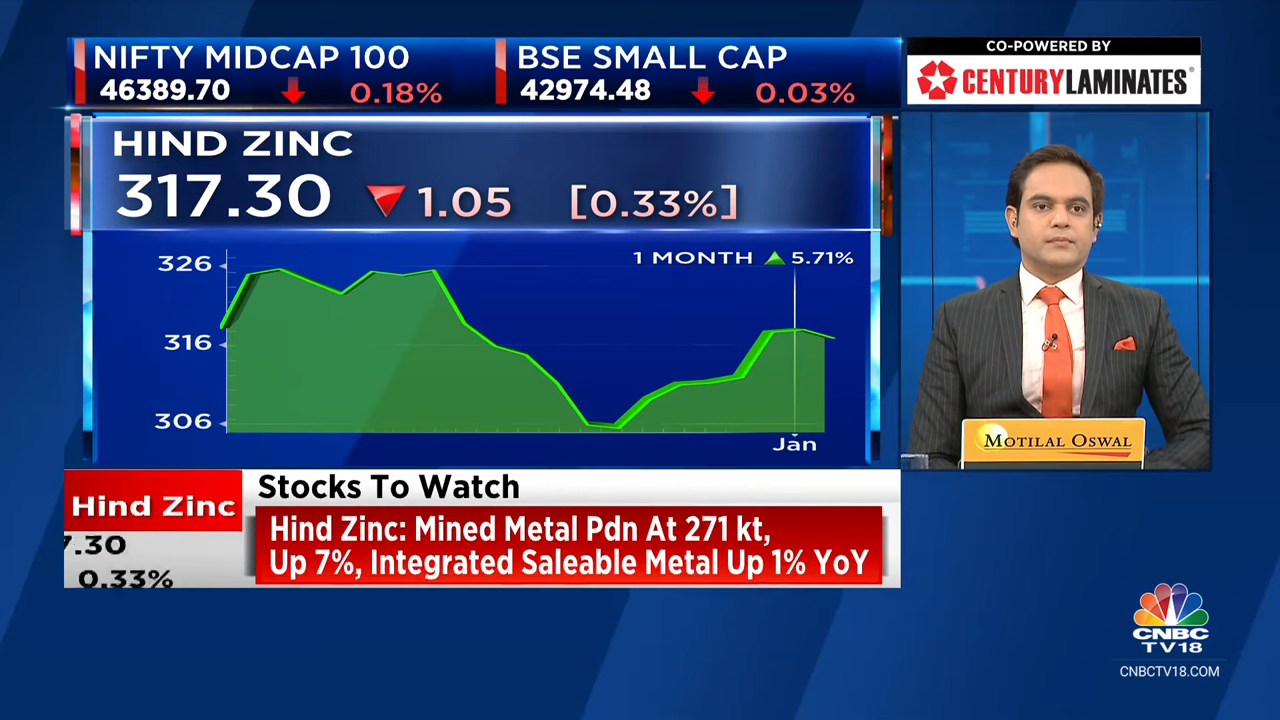 NIFTY MIDCAP 100
46389.70 0.18%
BSE SMALL CAP
42974.48 0.03%
CO-POWERED BY
CENTURYLAMINATES®
HIND ZINC
317.30 1.05 [0.33%]
1 MONTH 5.71%
326
316
306
Jan
MOTILAL OSWAL
Hind Zinc
7.30
0.33%
Stocks To Watch
Hind Zinc: Mined Metal Pdn At 271 kt,
Up 7%, Integrated Saleable Metal Up 1% YoY
CNBC
TV18
CNBCTV18.COM